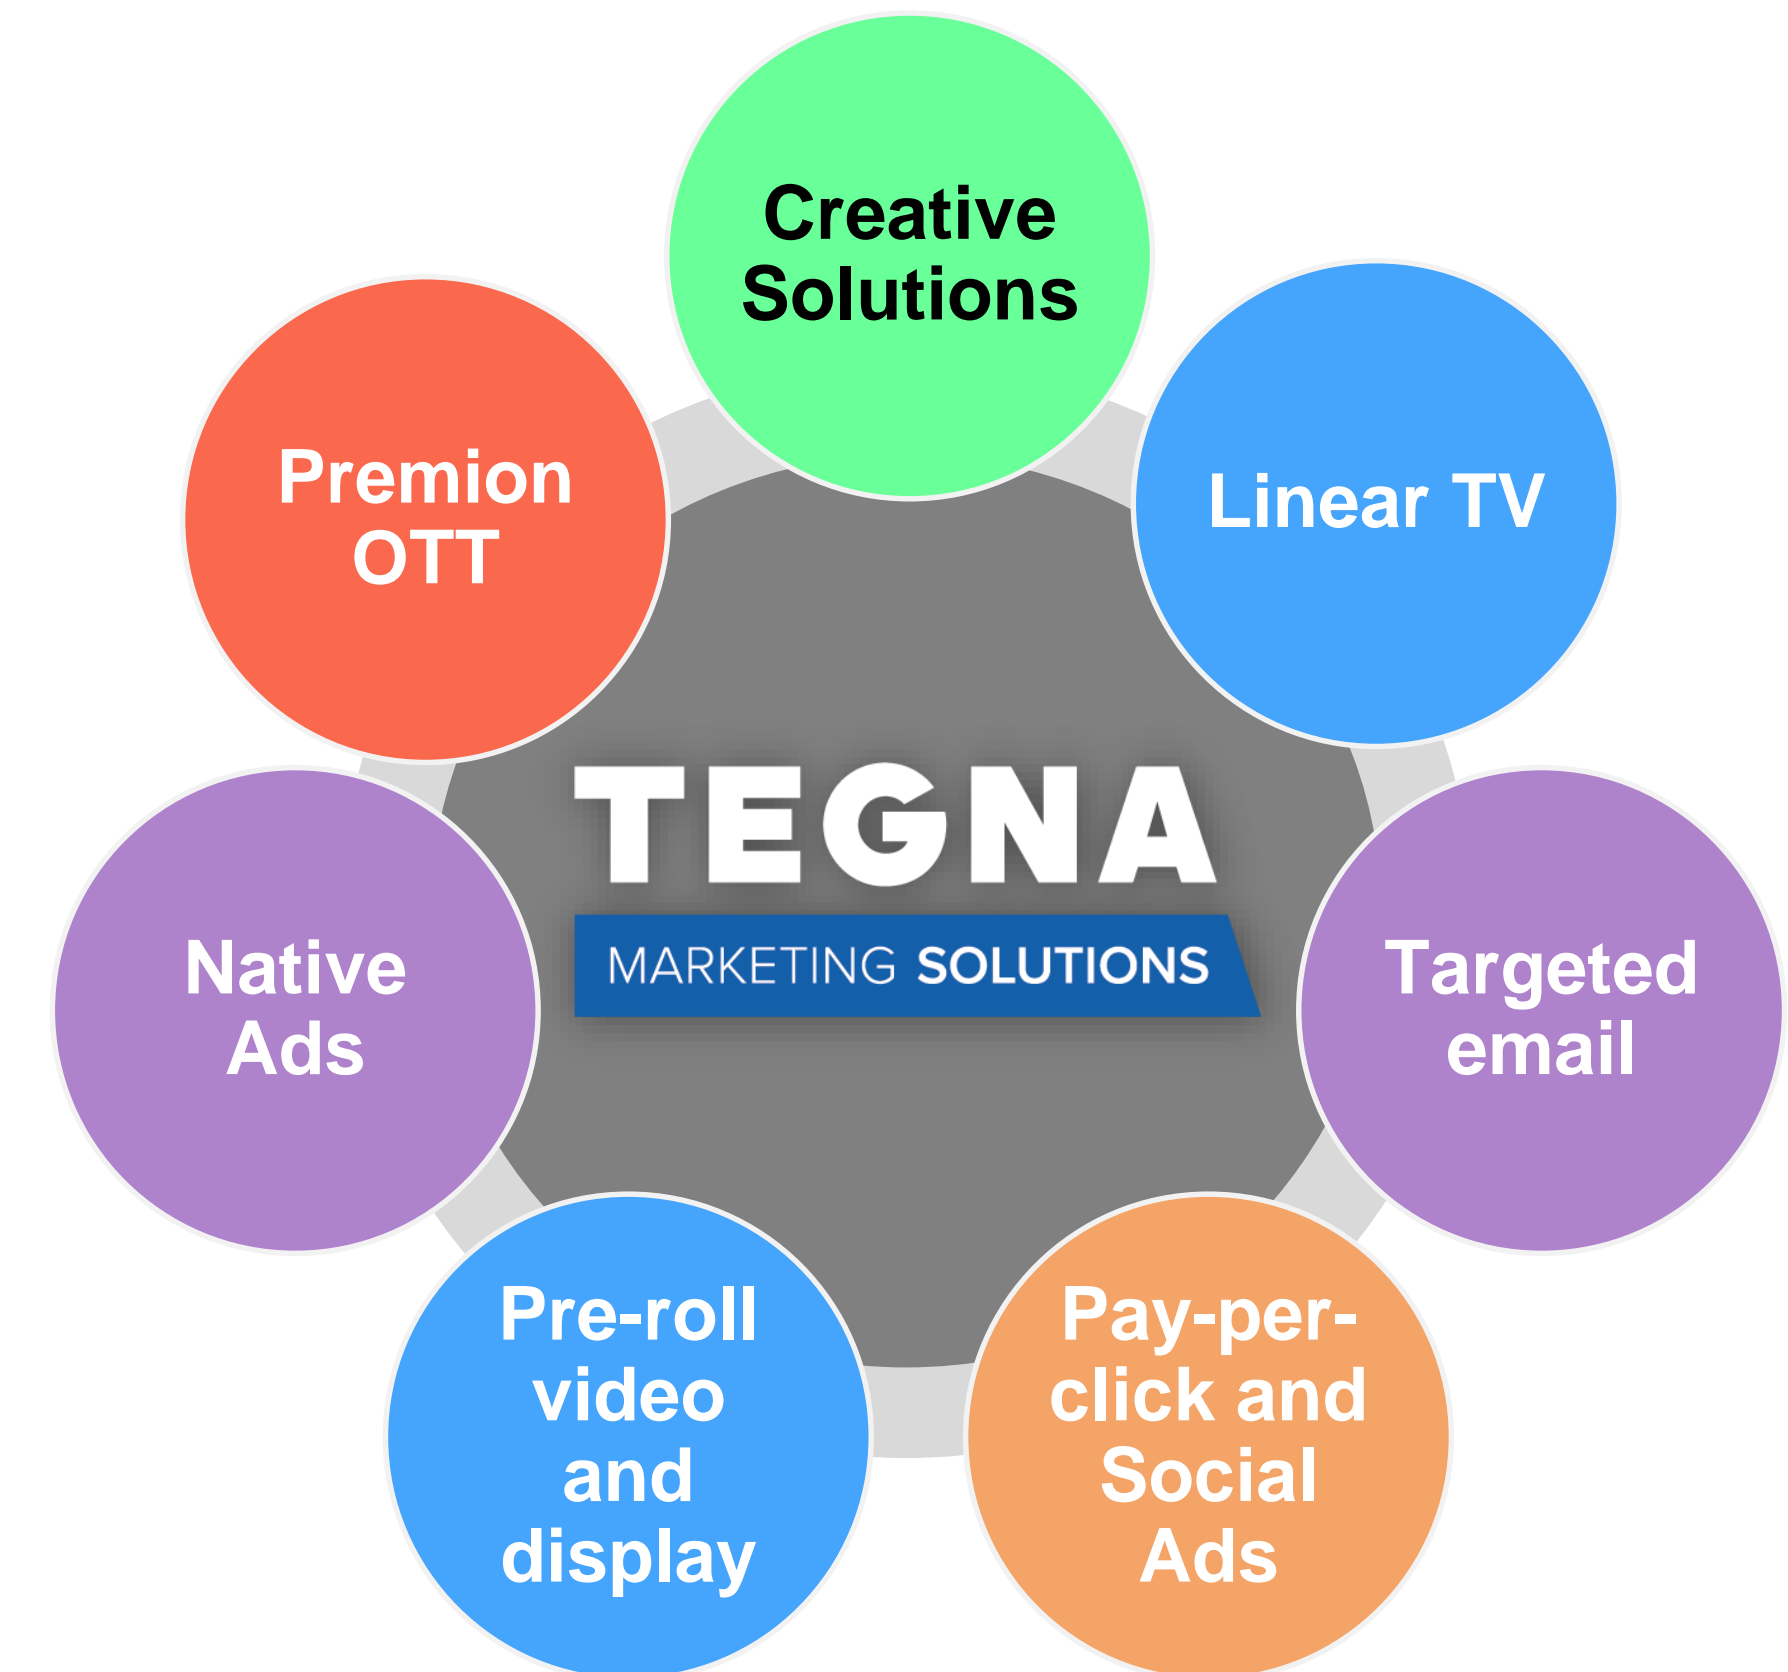 Creative
Solutions
Linear TV
Targeted
email
Pay-per-
click and
Social
Ads
Pre-roll
video
and
display
Native
Ads
Premion
OTT
TEGNA
MARKETING SOLUTIONS